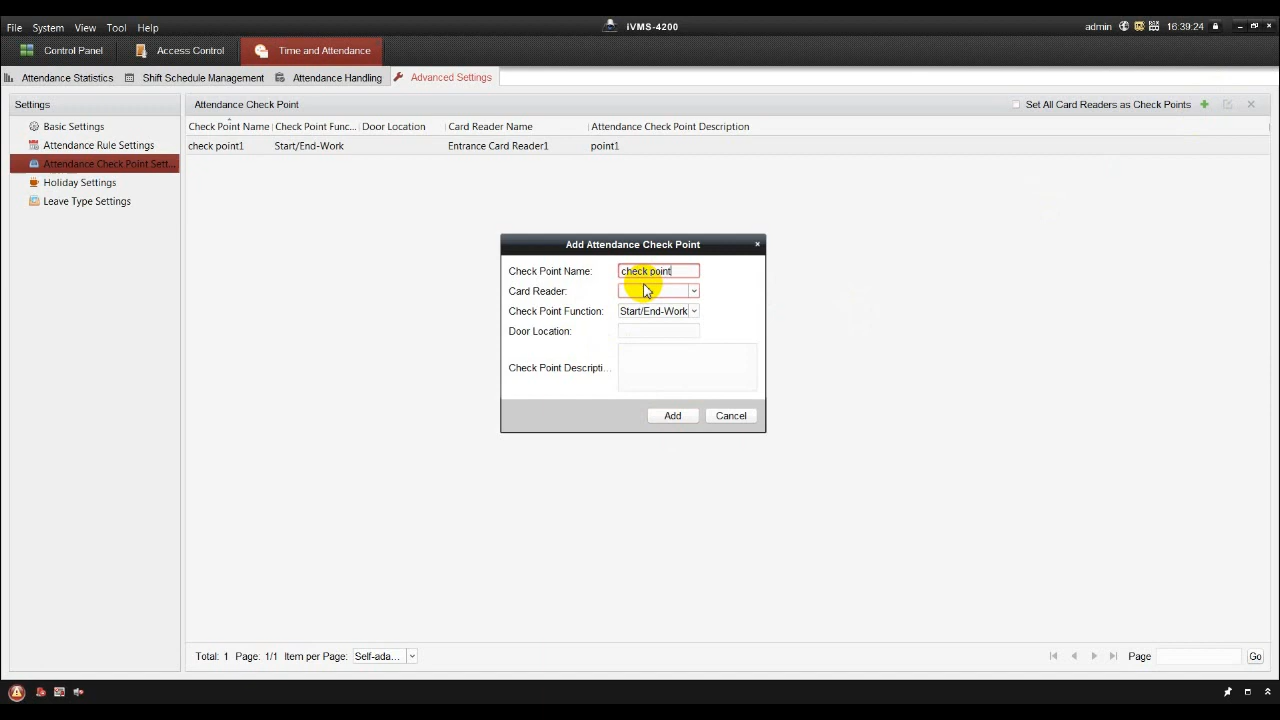 File System View Tool Help iVMS-4200 admin 16:39:24
Control Panel Access Control Time and Attendance
Attendance Statistics Shift Schedule Management Attendance Handling Advanced Settings
Settings
Basic Settings
Attendance Rule Settings
Attendance Check Point Sett...
Holiday Settings
Leave Type Settings
Attendance Check Point Set All Card Readers as Check Points
Check Point Name Check Point Func... Door Location Card Reader Name Attendance Check Point Description
check point1 Start/End-Work Entrance Card Reader1 point1
Add Attendance Check Point
Check Point Name: check point
Card Reader:
Check Point Function: Start/End-Work
Door Location:
Check Point Descripti...
Add Cancel
Total: 1 Page: 1/1 Item per Page: Self-ada... Page Go